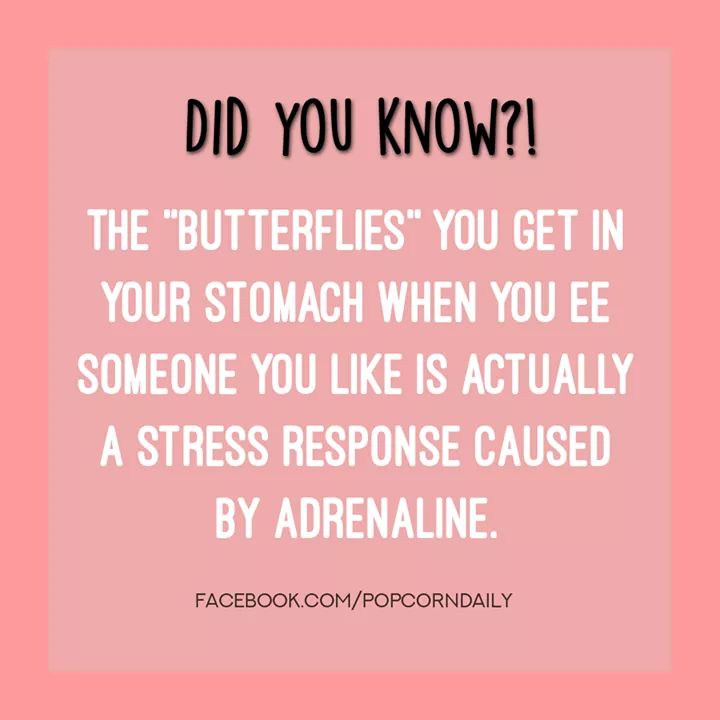 DID YOU KNOW?!
THE "BUTTERFLIES" YOU GET IN
YOUR STOMACH WHEN YOU EE
SOMEONE YOU LIKE IS ACTUALLY
A STRESS RESPONSE CAUSED
BY ADRENALINE.
FACEBOOK.COM/POPCORNDAILY